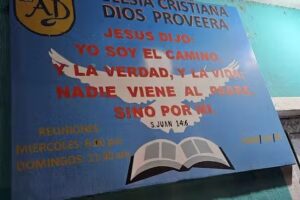 AD
IGLESIA CRISTIANA
DIOS PROVEERA
JESUS DIJO:
YO SOY EL CAMINO
Y LA VERDAD, Y LA VIDA;
NADIE VIENE AL PADRE
SINO POR MI.
S. JUAN 14:6
REUNIONES
MIERCOLES
DOMINGOS: